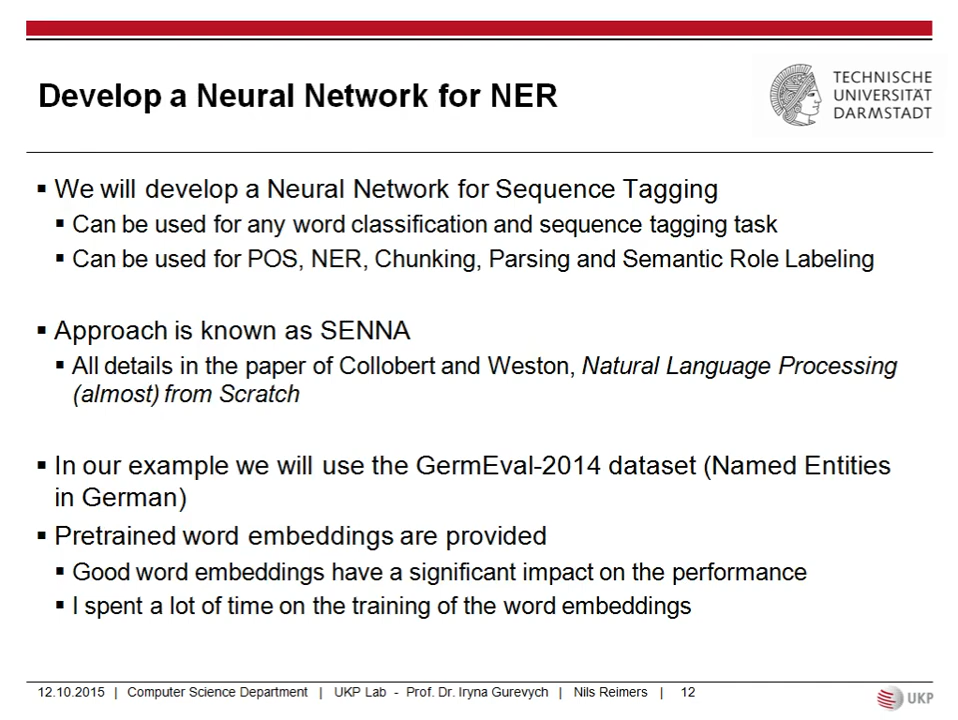 Develop a Neural Network for NER
TECHNISCHE
UNIVERSITÄT
DARMSTADT
▪ We will develop a Neural Network for Sequence Tagging
▪ Can be used for any word classification and sequence tagging task
▪ Can be used for POS, NER, Chunking, Parsing and Semantic Role Labeling
▪ Approach is known as SENNA
▪ All details in the paper of Collobert and Weston, Natural Language Processing
(almost) from Scratch
▪ In our example we will use the GermEval-2014 dataset (Named Entities
in German)
▪ Pretrained word embeddings are provided
▪ Good word embeddings have a significant impact on the performance
▪ I spent a lot of time on the training of the word embeddings
12.10.2015 | Computer Science Department | UKP Lab - Prof. Dr. Iryna Gurevych | Nils Reimers | 12
UKP